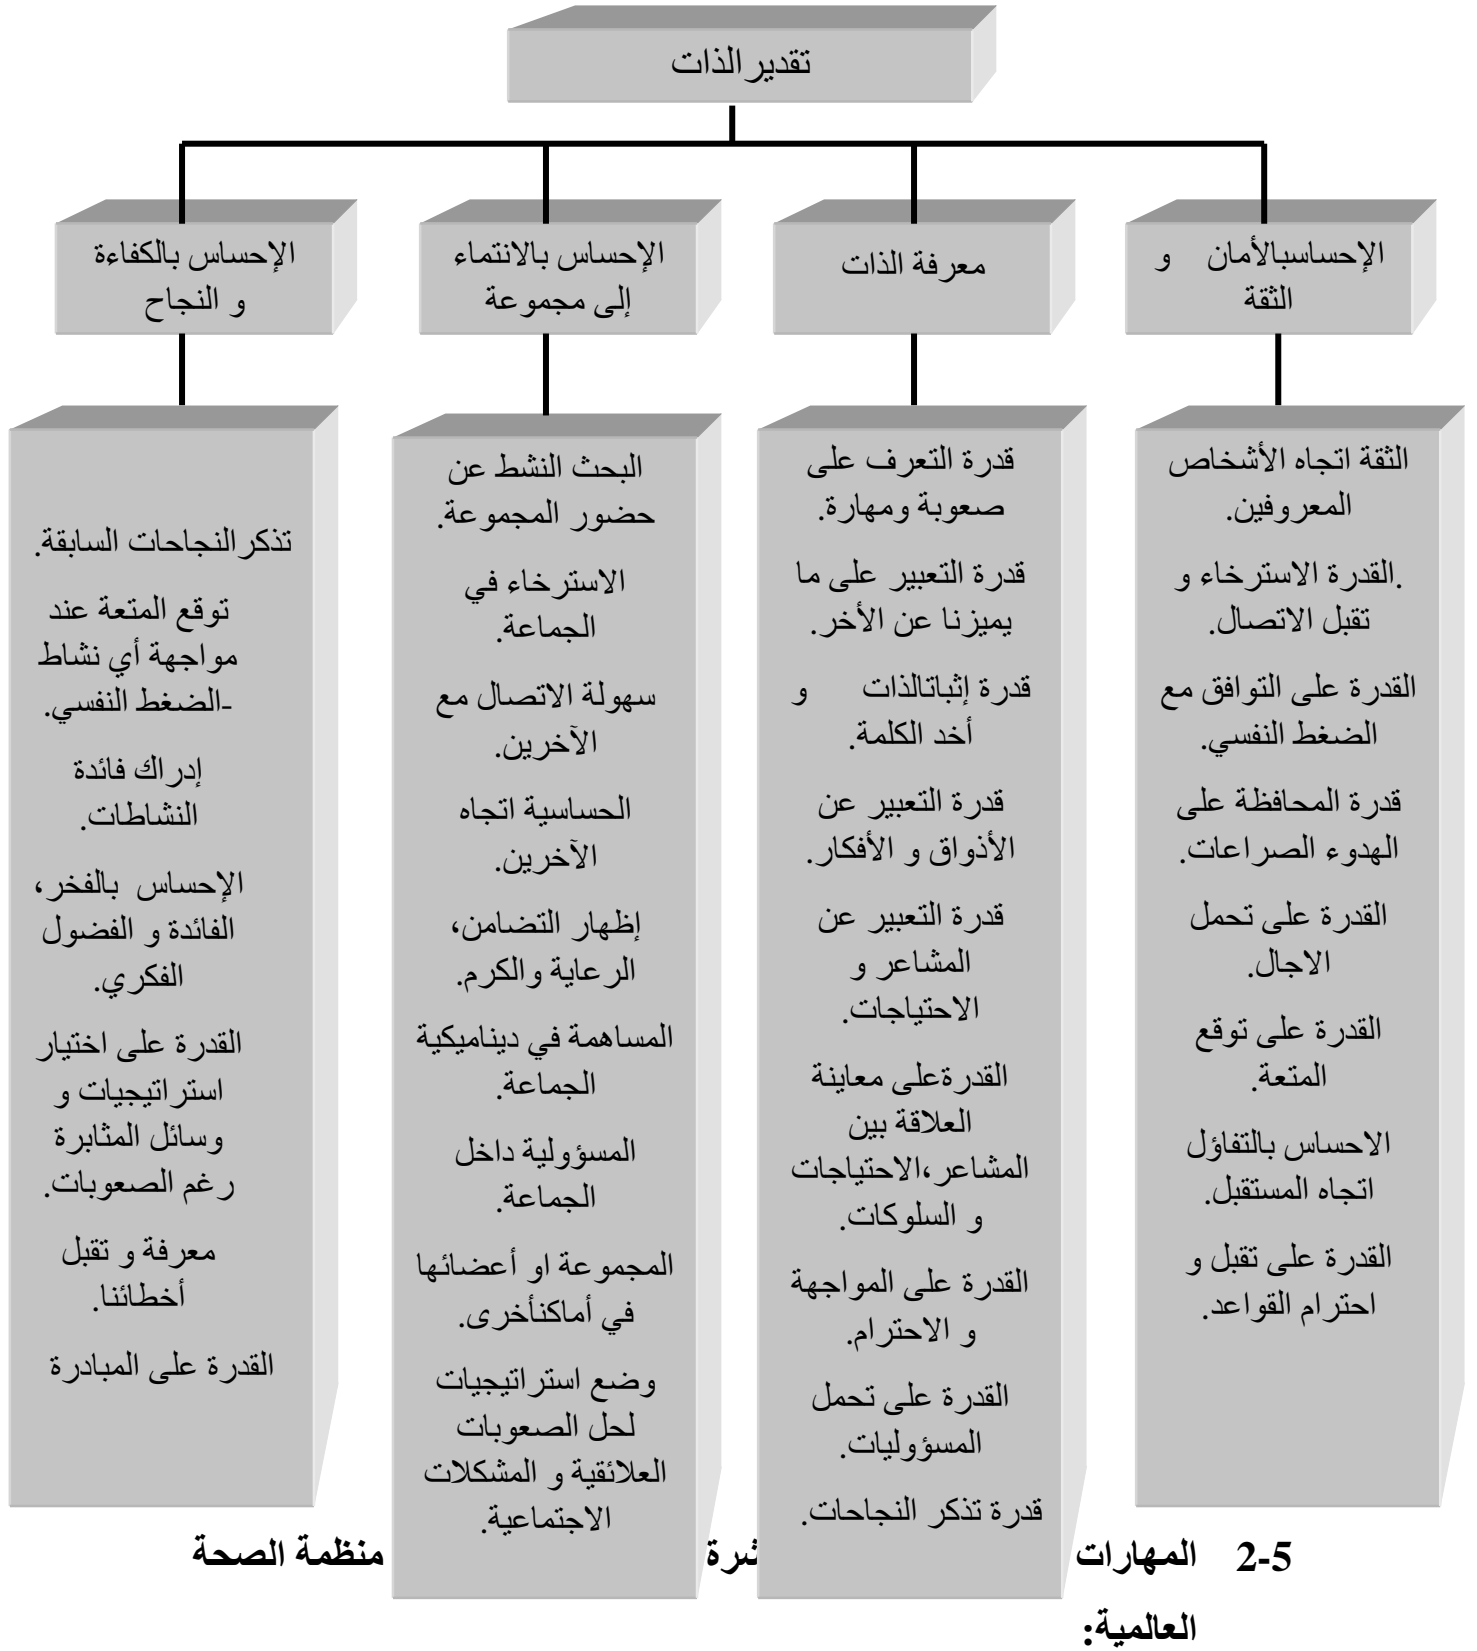 تقدير الذات
الإحساسبالأمان و
الثقة
معرفة الذات
الإحساس بالانتماء
إلى مجموعة
الإحساس بالكفاءة
و النجاح
الثقة اتجاه الأشخاص
المعروفين.
.القدرة الاسترخاء و
تقبل الاتصال.
القدرة على التوافق مع
الضغط النفسي.
قدرة المحافظة على
الهدوء الصراعات.
القدرة على تحمل
الاجال.
القدرة على توقع
المتعة.
الاحساس بالتفاؤل
اتجاه المستقبل.
القدرة على تقبل و
احترام القواعد.
قدرة التعرف على
صعوبة ومهارة.
قدرة التعبير على ما
يميزنا عن الأخر.
قدرة إثباتالذات و
أخد الكلمة.
قدرة التعبير عن
الأذواق و الأفكار.
قدرة التعبير عن
المشاعر و
الاحتياجات.
القدرةعلى معاينة
العلاقة بين
المشاعر،الاحتياجات
و السلوكات.
القدرة على المواجهة
و الاحترام.
القدرة على تحمل
المسؤوليات.
قدرة تذكر النجاحات.
البحث النشط عن
حضور المجموعة.
الاسترخاء في
الجماعة.
سهولة الاتصال مع
الآخرين.
الحساسية اتجاه
الآخرين.
إظهار التضامن،
الرعاية والكرم.
المساهمة في ديناميكية
الجماعة.
المسؤولية داخل
الجماعة.
المجموعة او أعضائها
في أماكنأخرى.
وضع استراتيجيات
لحل الصعوبات
العلائقية و المشكلات
الاجتماعية.
تذكرالنجاحات السابقة.
توقع المتعة عند
مواجهة أي نشاط
-الضغط النفسي.
إدراك فائدة
النشاطات.
الإحساس بالفخر،
الفائدة و الفضول
الفكري.
القدرة على اختيار
استراتيجيات و
وسائل المثابرة
رغم الصعوبات.
معرفة و تقبل
أخطائنا.
القدرة على المبادرة
2-5 المهارات منظمة الصحة
العالمية: